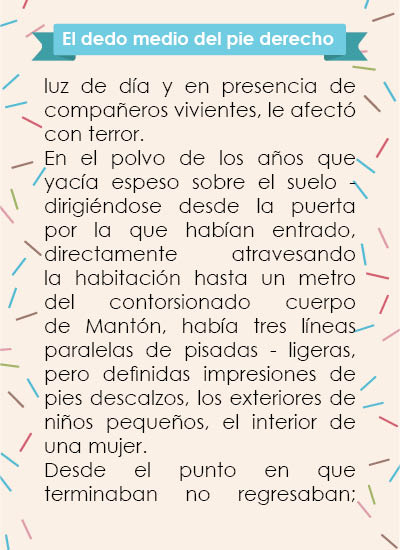 El dedo medio del pie derecho
luz de día y en presencia de
compañeros vivientes, le afectó
con terror.
En el polvo de los años que
yacía espeso sobre el suelo -
dirigiéndose desde la puerta
por la que habían entrado,
directamente atravesando
la habitación hasta un metro
del contorsionado cuerpo
de Mantón, había tres líneas
paralelas de pisadas - ligeras,
pero definidas impresiones de
pies descalzos, los exteriores de
niños pequeños, el interior de
una mujer.
Desde el punto en que
terminaban no regresaban;